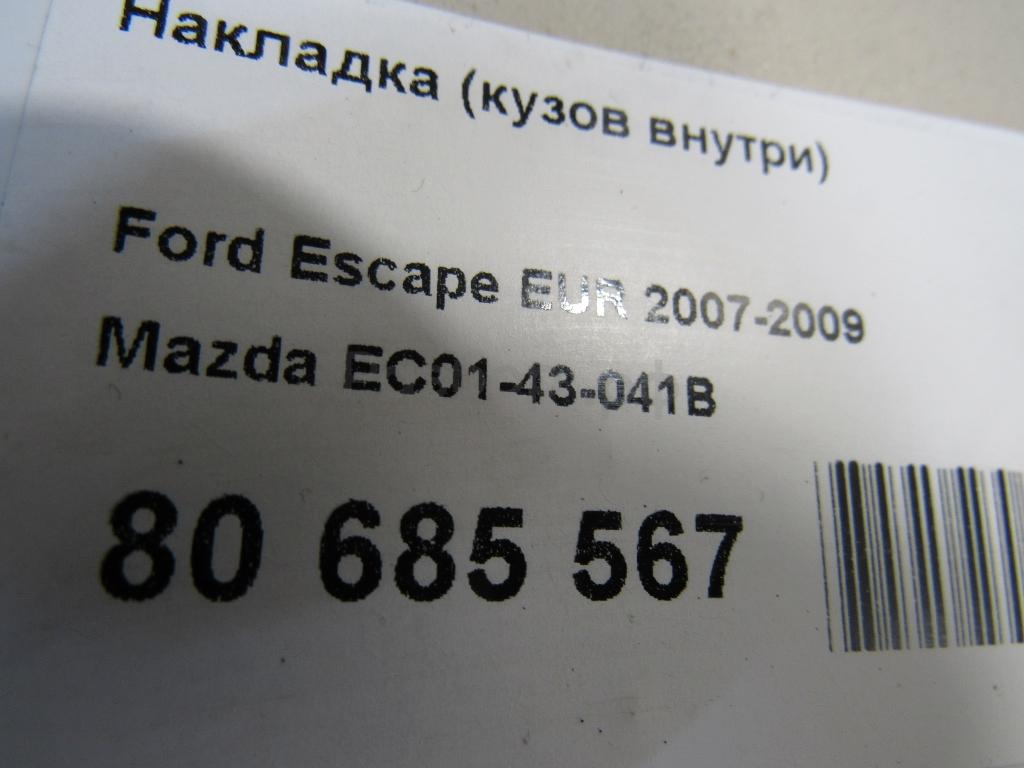 Накладка (кузов внутри)
Ford Escape EUR 2007-2009
Mazda EC01-43-041B
80 685 567